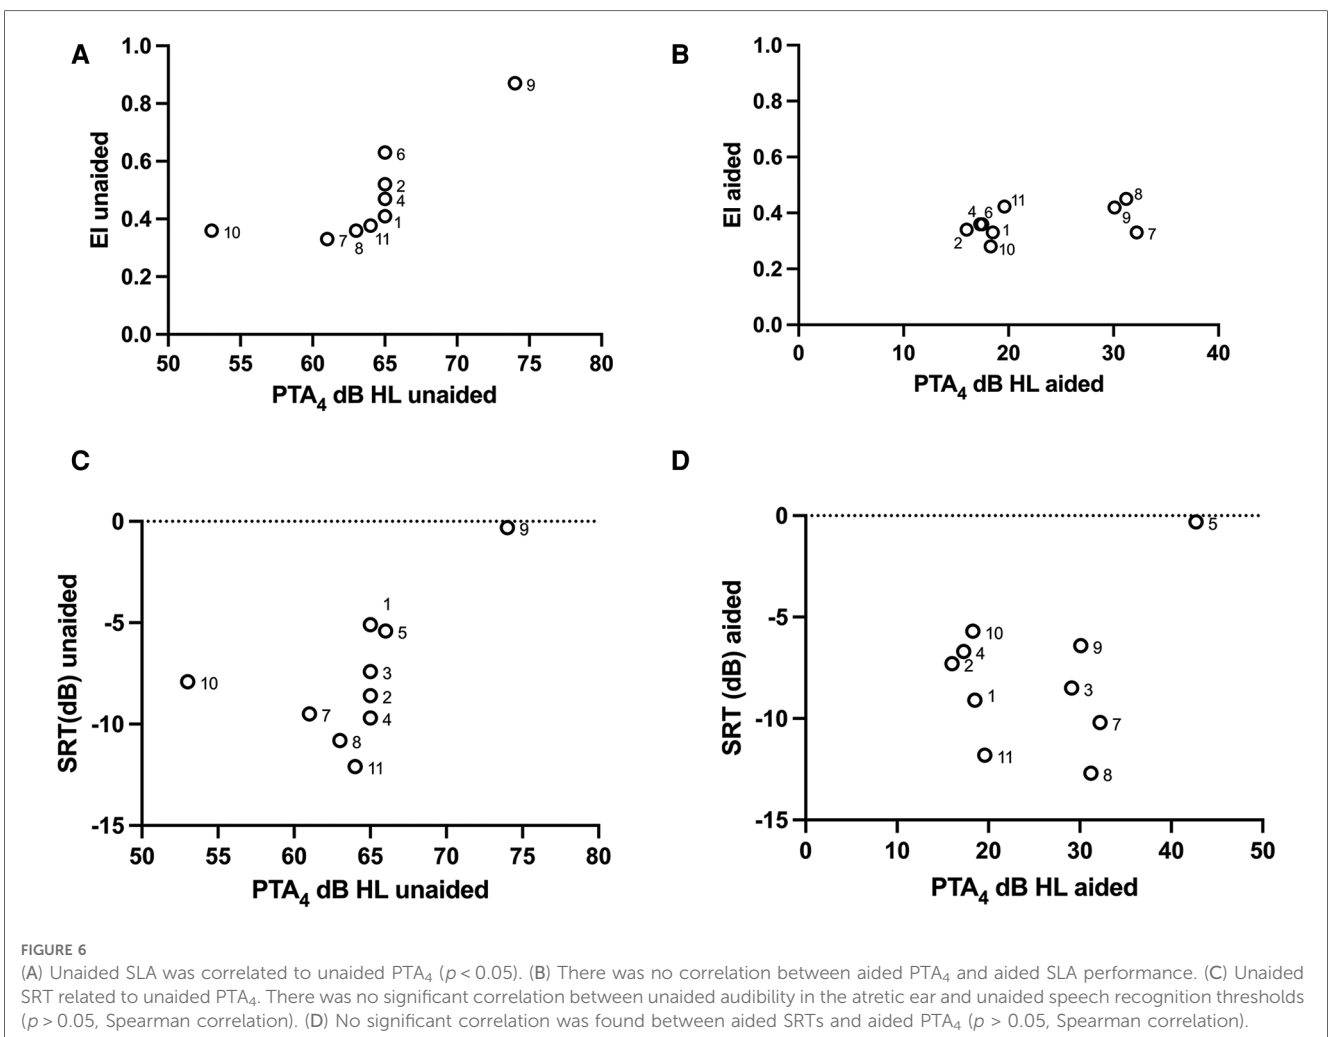 A
1.0
0.8
0.6
0.4
0.2
0.0
EI unaided
9
6
2
4
1
10
7
8
11
50 55 60 65 70 75 80
PTA4 dB HL unaided
B
1.0
0.8
0.6
0.4
0.2
0.0
EI aided
8
11
4 6
9
1
7
2
10
0 10 20 30 40
PTA4 dB HL aided
C
0
-5
-10
-15
SRT(dB) unaided
9
1
5
3
10
2
7
4
8
11
50 55 60 65 70 75 80
PTA4 dB HL unaided
D
0
-5
-10
-15
SRT (dB) aided
5
10
9
4
2
3
1
7
11
8
0 10 20 30 40 50
PTA4 dB HL aided
FIGURE 6
(A) Unaided SLA was correlated to unaided PTA4 (p < 0.05). (B) There was no correlation between aided PTA4 and aided SLA performance. (C) Unaided
SRT related to unaided PTA4. There was no significant correlation between unaided audibility in the atretic ear and unaided speech recognition thresholds
(p > 0.05, Spearman correlation). (D) No significant correlation was found between aided SRTs and aided PTA4 (p > 0.05, Spearman correlation).